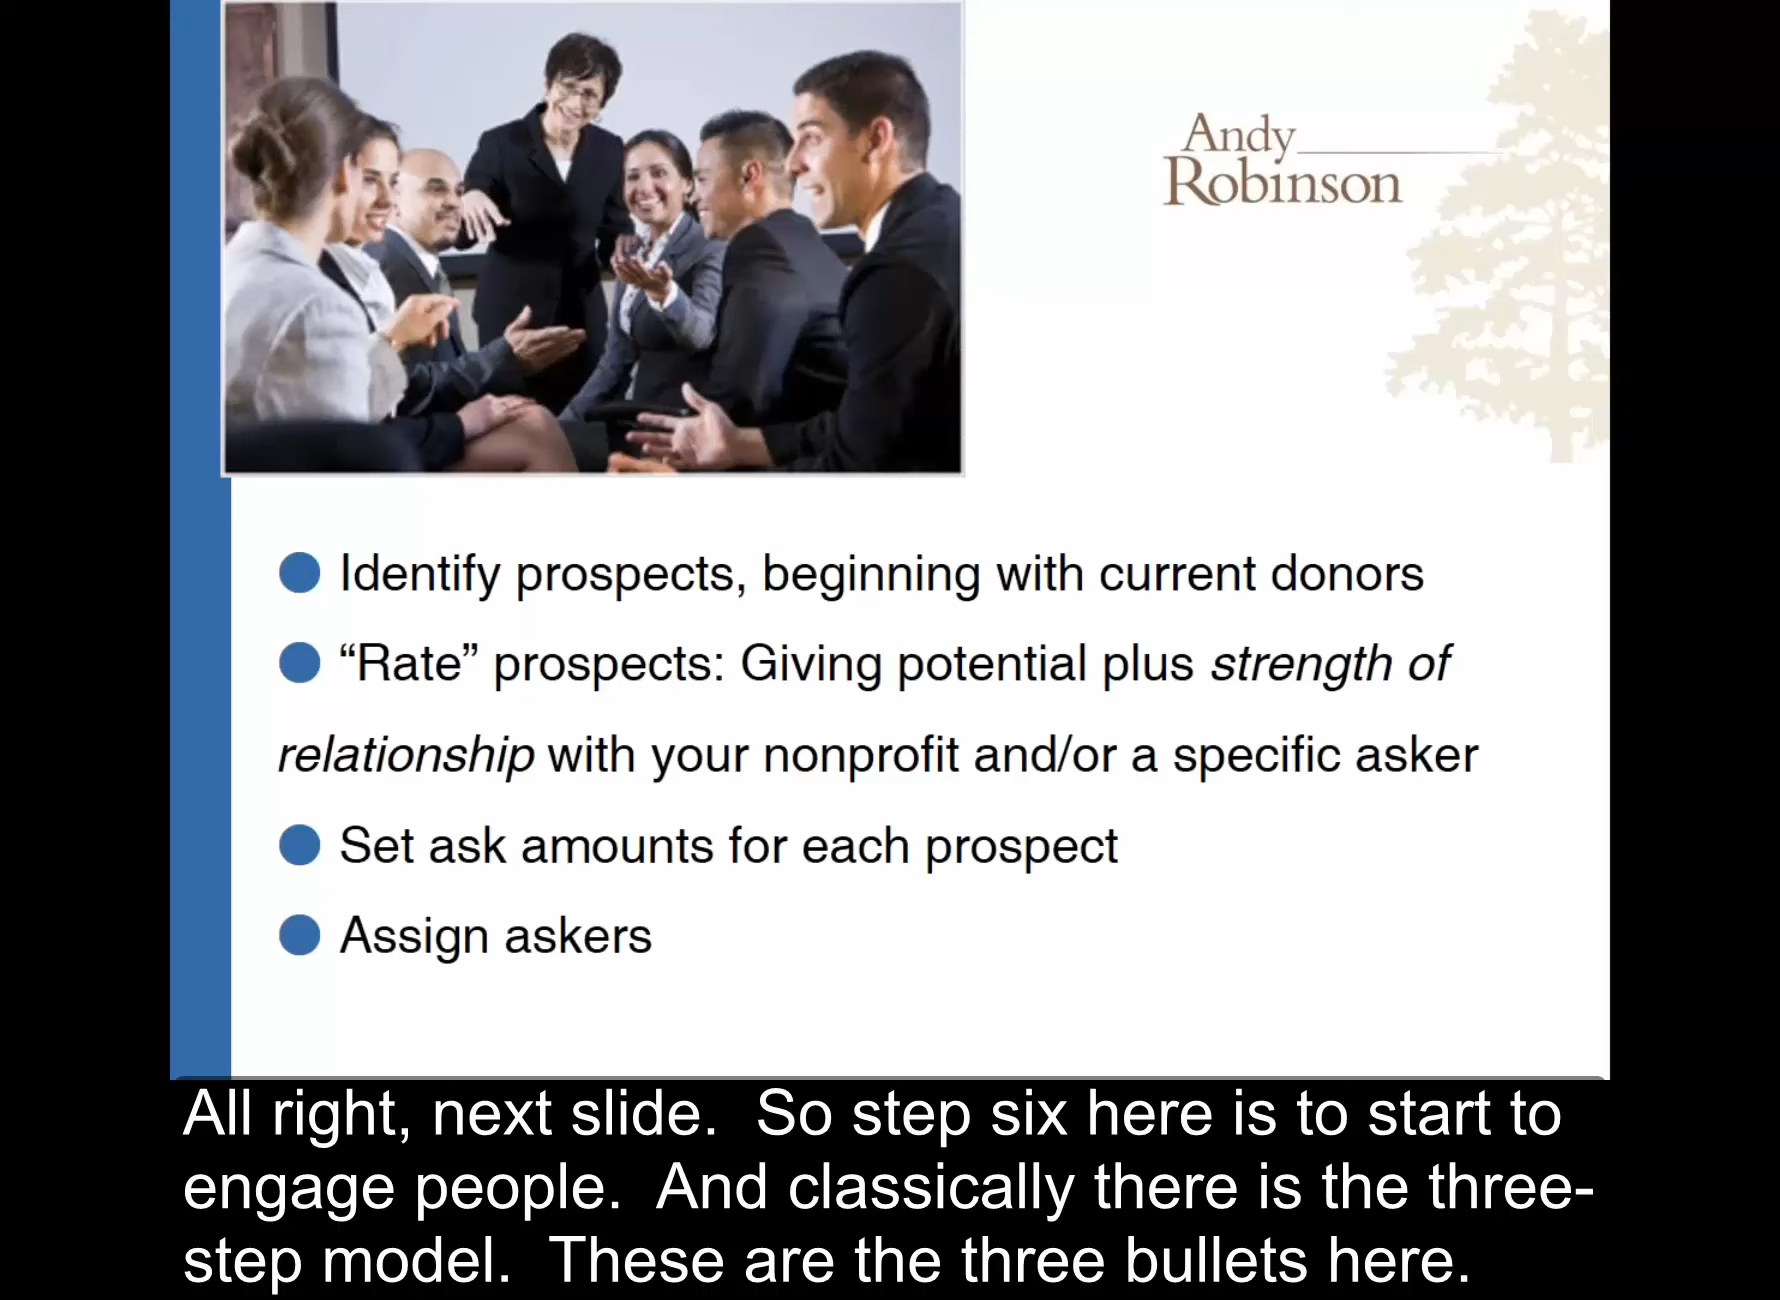 Andy
Robinson
Identify prospects, beginning with current donors
“Rate” prospects: Giving potential plus strength of
relationship with your nonprofit and/or a specific asker
Set ask amounts for each prospect
Assign askers
All right, next slide.  So step six here is to start to
engage people.  And classically there is the three-
step model.  These are the three bullets here.